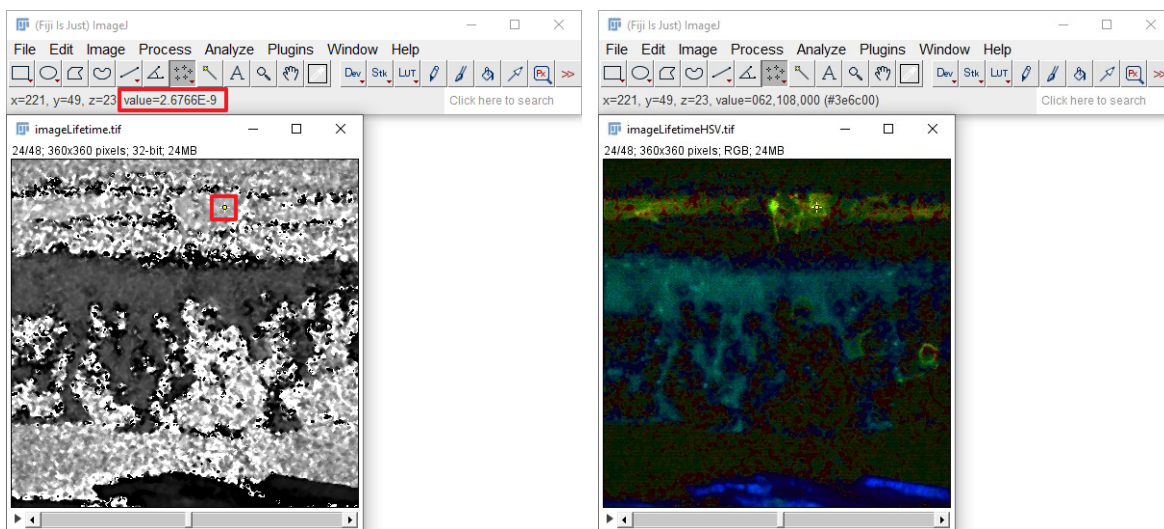 (Fiji Is Just) ImageJ
File Edit Image Process Analyze Plugins Window Help
A Dev Stk LUT Px >>
x=221, y=49, z=23, value=2.6766E-9
Click here to search
imageLifetime.tif
24/48; 360x360 pixels; 32-bit; 24MB
(Fiji Is Just) ImageJ
File Edit Image Process Analyze Plugins Window Help
A Dev Stk LUT Px >>
x=221, y=49, z=23, value=062,108,000 (#3e6c00)
Click here to search
imageLifetimeHSV.tif
24/48; 360x360 pixels; RGB; 24MB